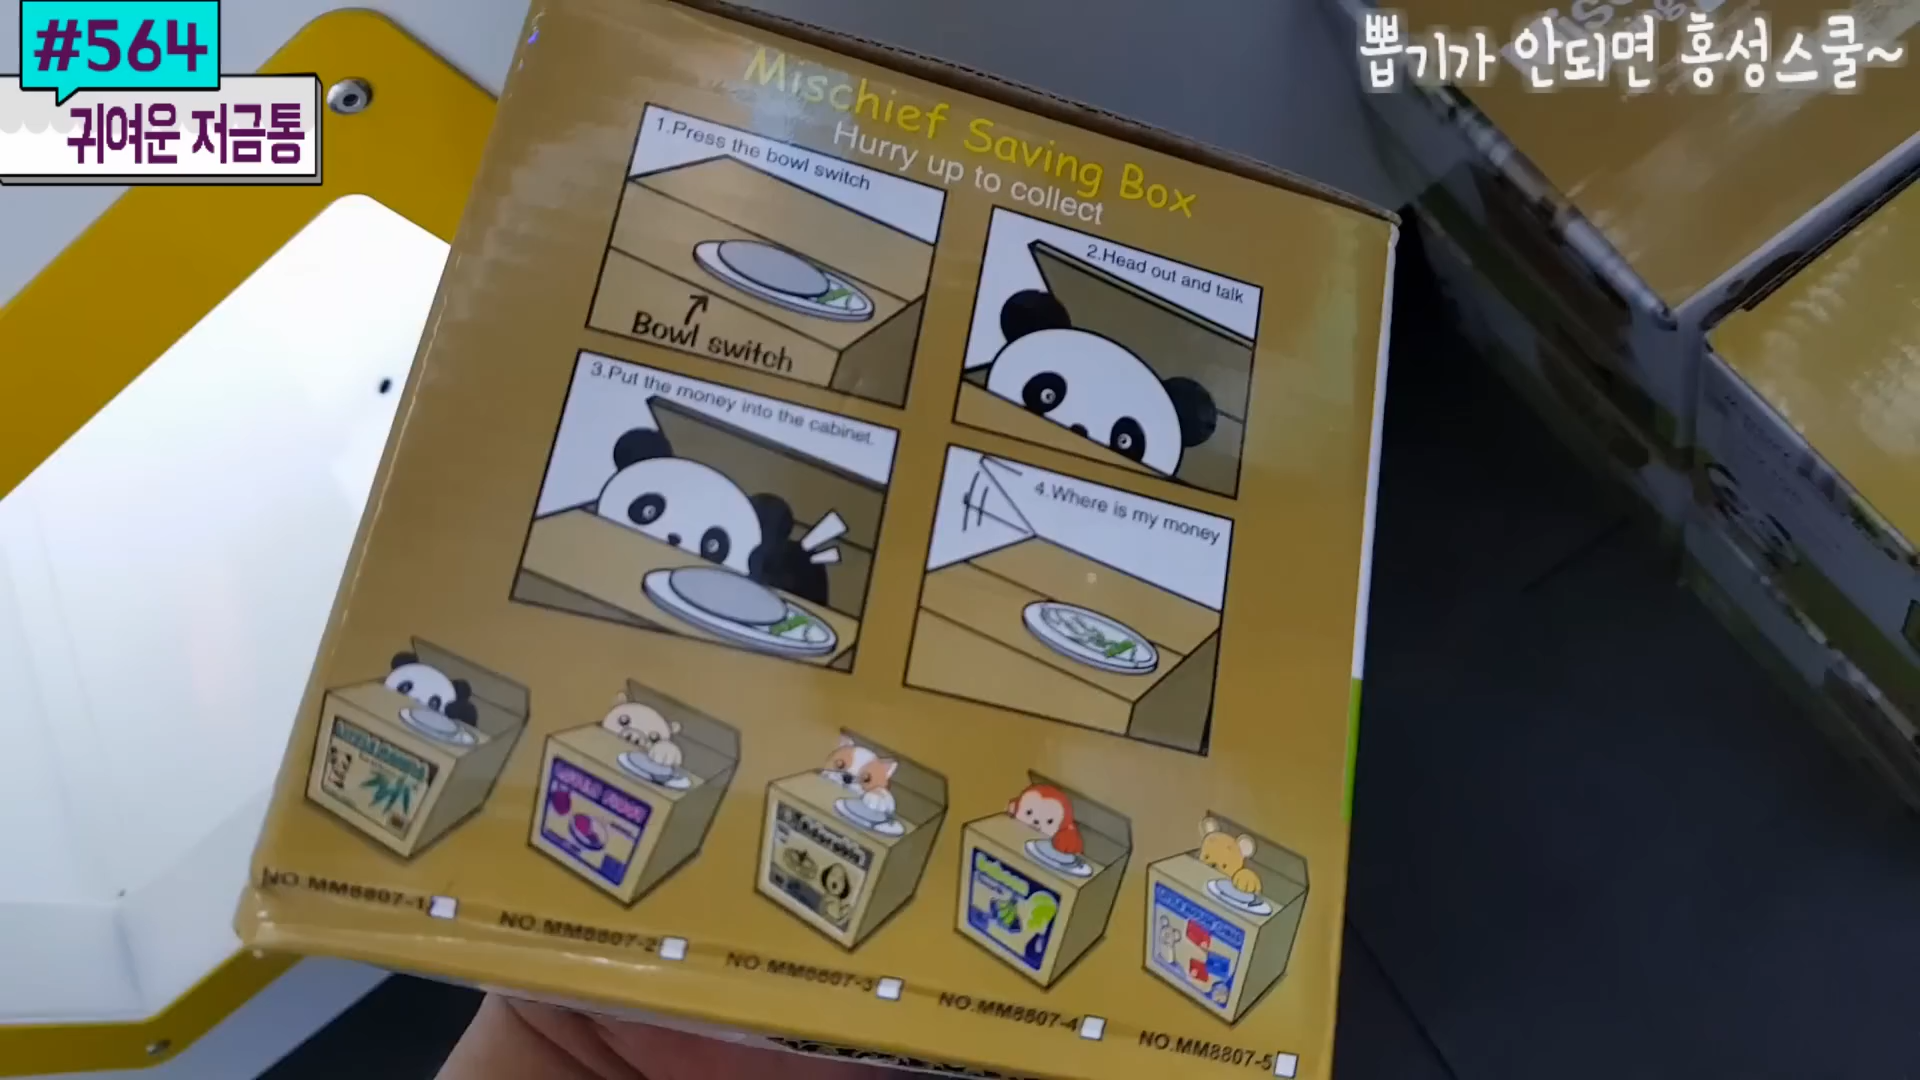 #564
귀여운 저금통
뽑기가 안되면 홍성스쿨~
Mischief Saving Box
Hurry up to collect
1.Press the bowl switch
Bowl switch
2.Head out and talk
3.Put the money into the cabinet.
4.Where is my money
NO.MM8807-1
NO.MM8807-2
NO.MM8807-3
NO.MM8807-4
NO.MM8807-5